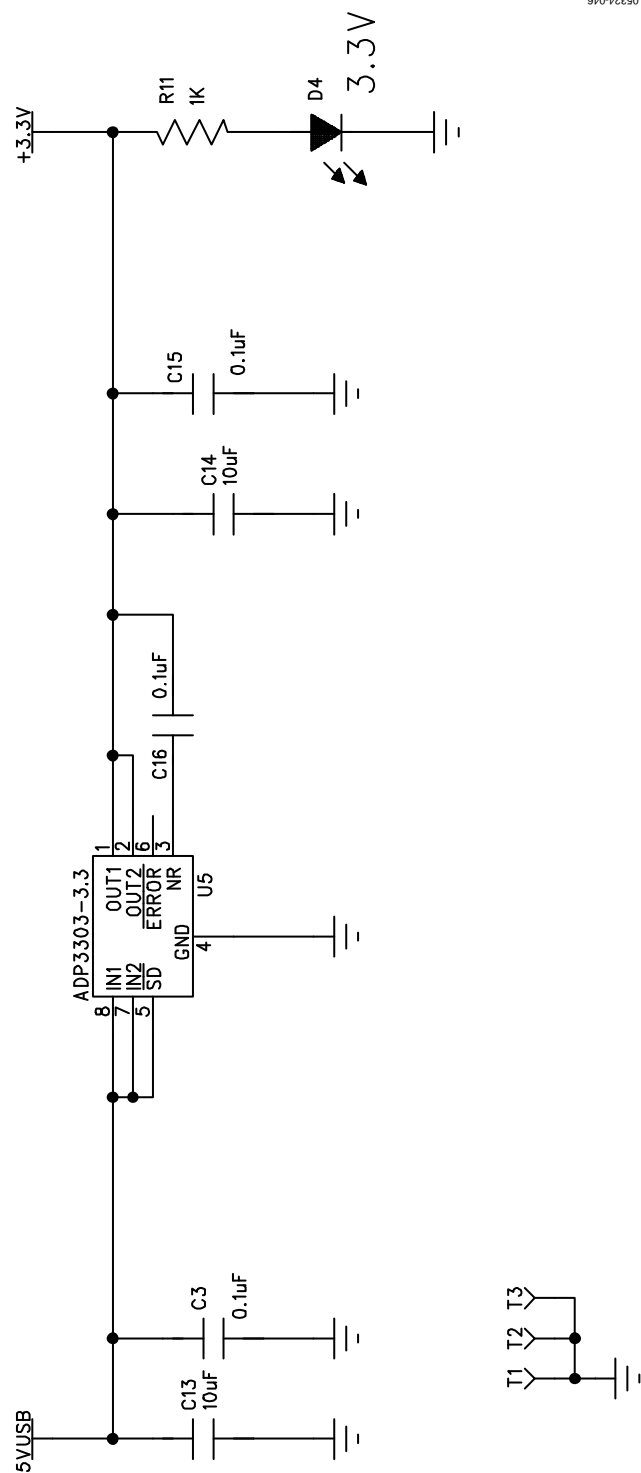 5VUSB
C13
10uF
C3
0.1uF
ADP3303-3.3
8
IN1
7
IN2
5
SD
OUT1
1
OUT2
2
ERROR
6
NR
3
GND
4
U5
C16
0.1uF
C14
10uF
C15
0.1uF
+3.3V
R11
1K
D4
3.3V
T1
T2
T3
05324-046